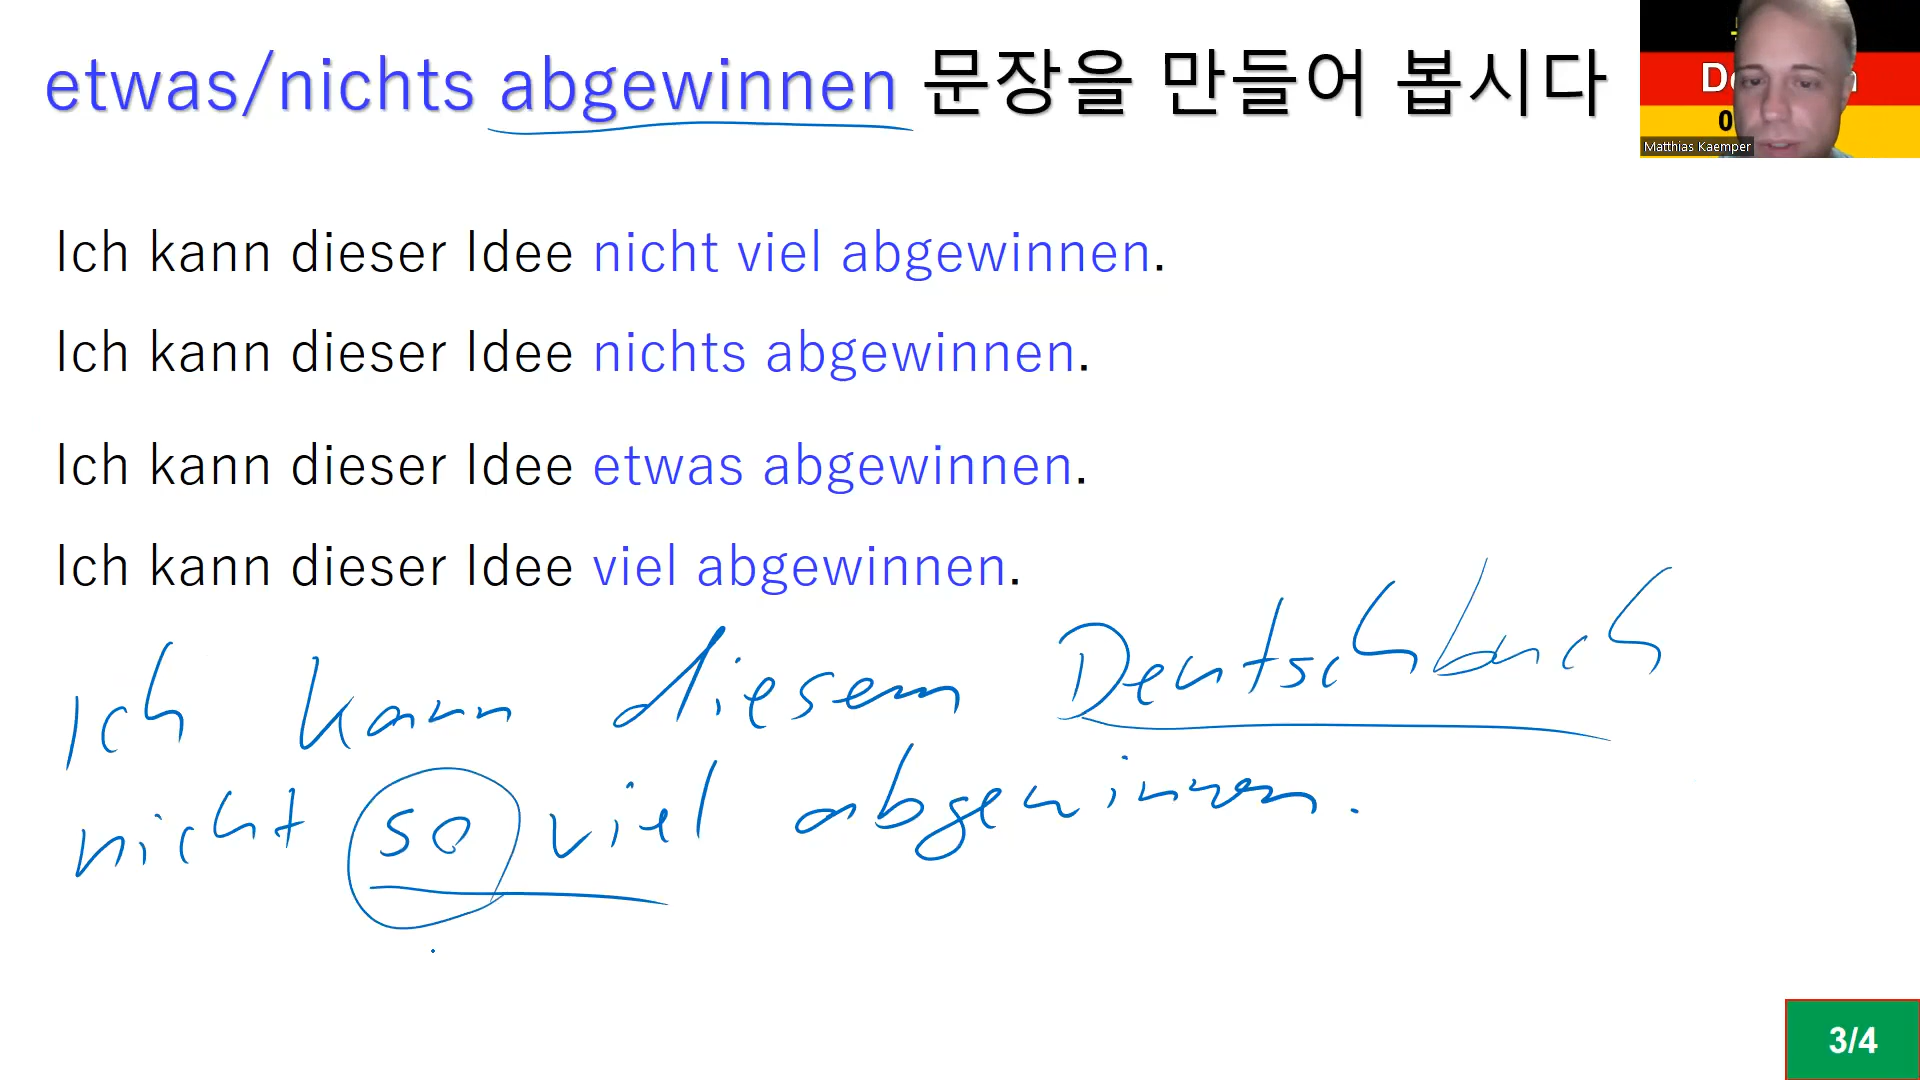 etwas/nichts abgewinnen 문장을 만들어 봅시다
Matthias Kaemper
Ich kann dieser Idee nicht viel abgewinnen.
Ich kann dieser Idee nichts abgewinnen.
Ich kann dieser Idee etwas abgewinnen.
Ich kann dieser Idee viel abgewinnen.
Ich kann diesem Deutschbuch
nicht so viel abgewinnen.
3/4